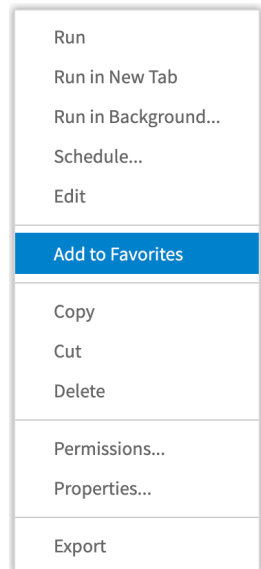 Run
Run in New Tab
Run in Background...
Schedule...
Edit
Add to Favorites
Copy
Cut
Delete
Permissions...
Properties...
Export